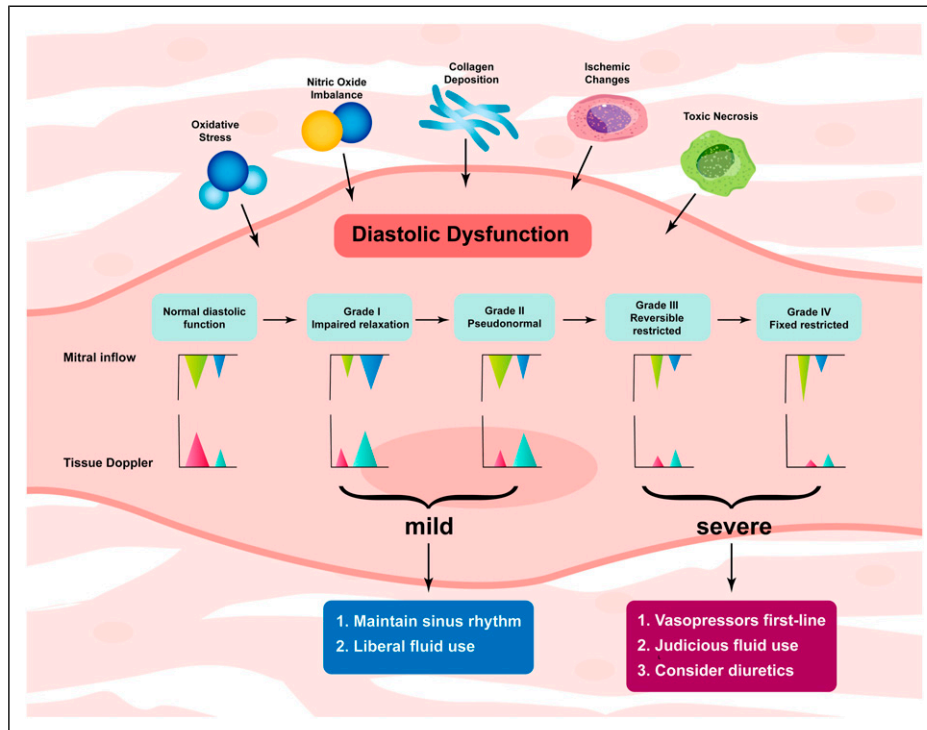 Collagen
Deposition
Ischemic
Changes
Nitric Oxide
Imbalance
Toxic Necrosis
Oxidative
Stress
Diastolic Dysfunction
Normal diastolic
function
Grade I
Impaired relaxation
Grade II
Pseudonormal
Grade III
Reversible
restricted
Grade IV
Fixed restricted
Mitral inflow
Tissue Doppler
mild
severe
1. Maintain sinus rhythm
2. Liberal fluid use
1. Vasopressors first-line
2. Judicious fluid use
3. Consider diuretics